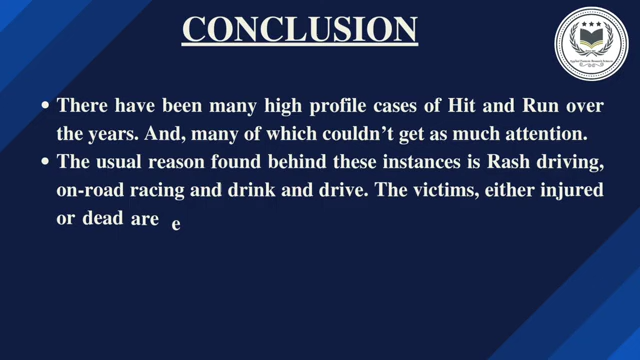 CONCLUSION
• There have been many high profile cases of Hit and Run over
the years. And, many of which couldn’t get as much attention.
• The usual reason found behind these instances is Rash driving,
on-road racing and drink and drive. The victims, either injured
or dead are e